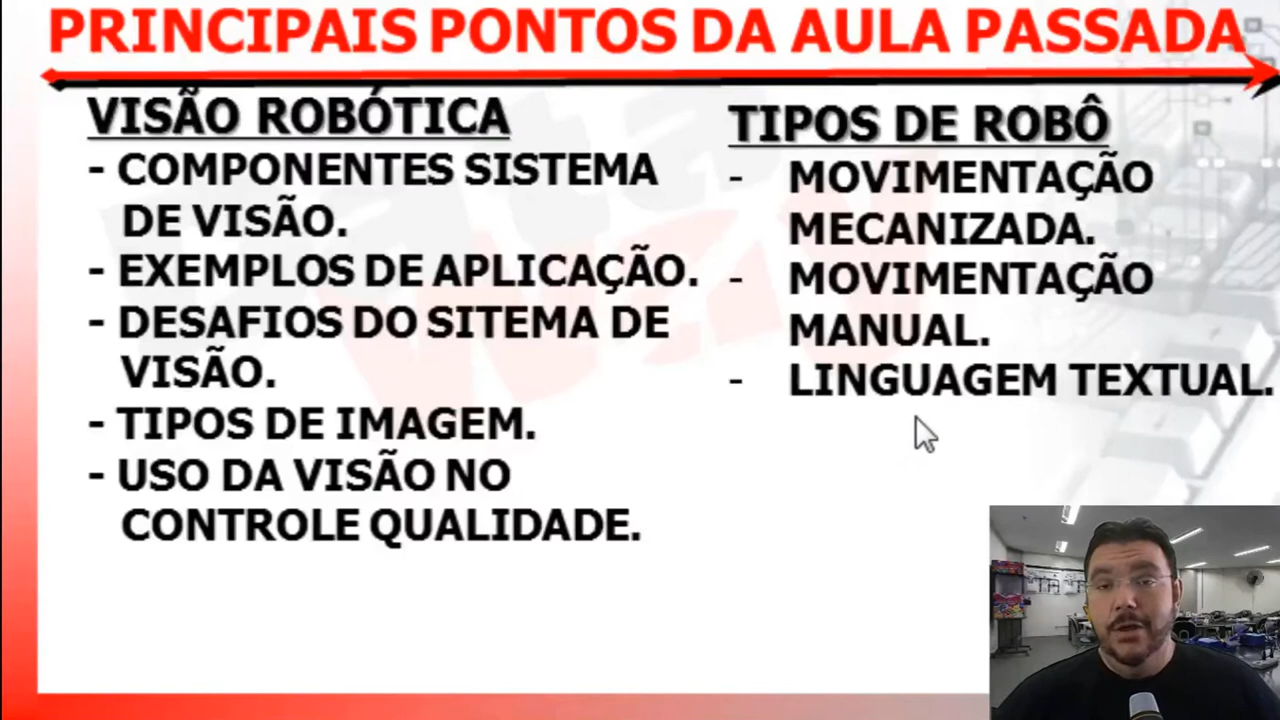 PRINCIPAIS PONTOS DA AULA PASSADA
VISÃO ROBÓTICA
- COMPONENTES SISTEMA
DE VISÃO.
- EXEMPLOS DE APLICAÇÃO.
- DESAFIOS DO SITEMA DE
VISÃO.
- TIPOS DE IMAGEM.
- USO DA VISÃO NO
CONTROLE QUALIDADE.
TIPOS DE ROBÔ
- MOVIMENTAÇÃO
MECANIZADA.
- MOVIMENTAÇÃO
MANUAL.
- LINGUAGEM TEXTUAL.